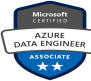 Microsoft
CERTIFIED
AZURE
DATA ENGINEER
ASSOCIATE